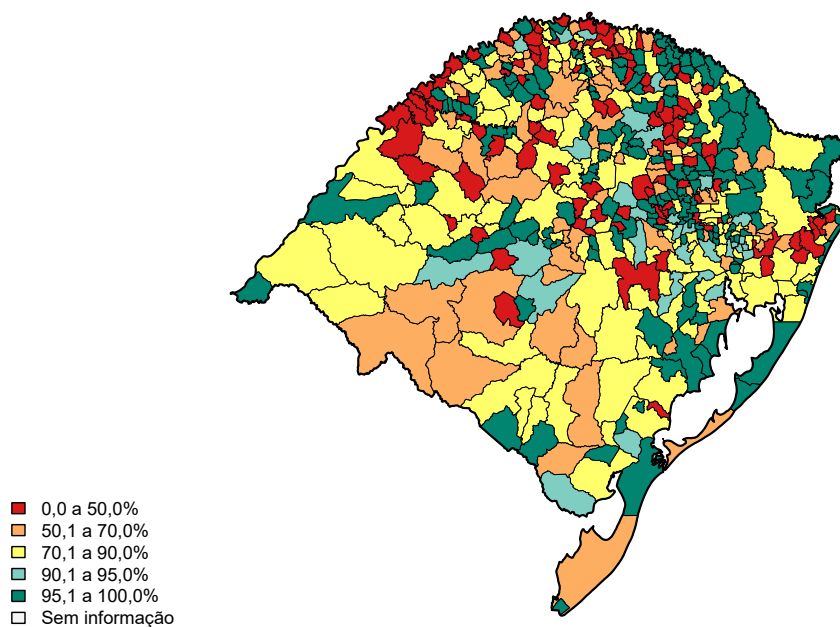 0,0 a 50,0%
50,1 a 70,0%
70,1 a 90,0%
90,1 a 95,0%
95,1 a 100,0%
Sem informação